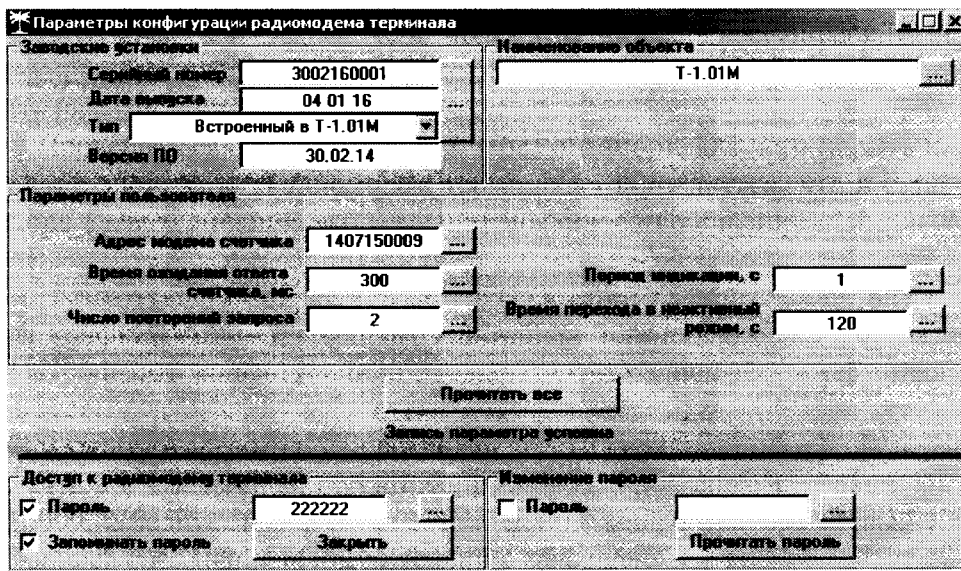 Параметры конфигурации радиомодема терминала
Заводские установки
Серийный номер 3002160001 ...
Дата выпуска 04 01 16
Тип Встроенный в Т-1.01М
Версия ПО 30.02.14
Наименование объекта
Т-1.01М ...
Параметры пользователя
Адрес модема счетчика 1407150009 ...
Время ожидания ответа
счетчика, мс 300 ...
Число повторений запроса 2 ...
Период индикации, с 1 ...
Время перехода в неактивный
режим, с 120 ...
Прочитать все
Запись параметра успешна
Доступ к радиомодему терминала
Пароль 222222 ...
Запоминать пароль Закрыть
Изменение пароля
Пароль ...
Прочитать пароль